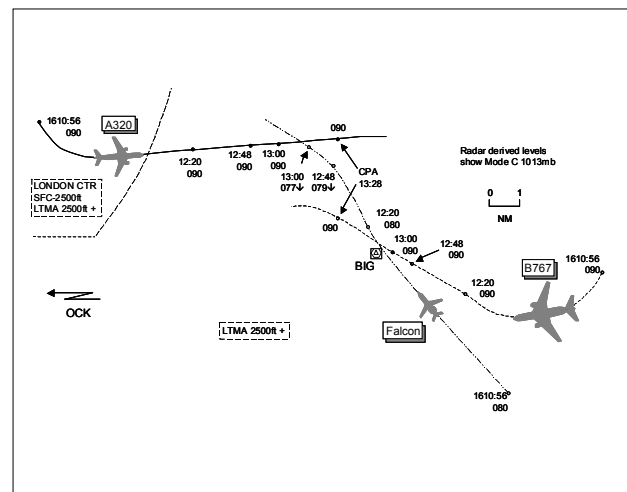 1610:56
090
A320
LONDON CTR
SFC-2500ft
LTMA 2500ft +
12:20
090
12:48
090
13:00
090
090
13:00
077↓
12:48
079↓
CPA
13:28
Radar derived levels
show Mode C 1013mb
0 1
NM
090
12:20
080
13:00
090
12:48
090
BIG
12:20
090
B767
1610:56
090
OCK
LTMA 2500ft +
Falcon
1610:56
080